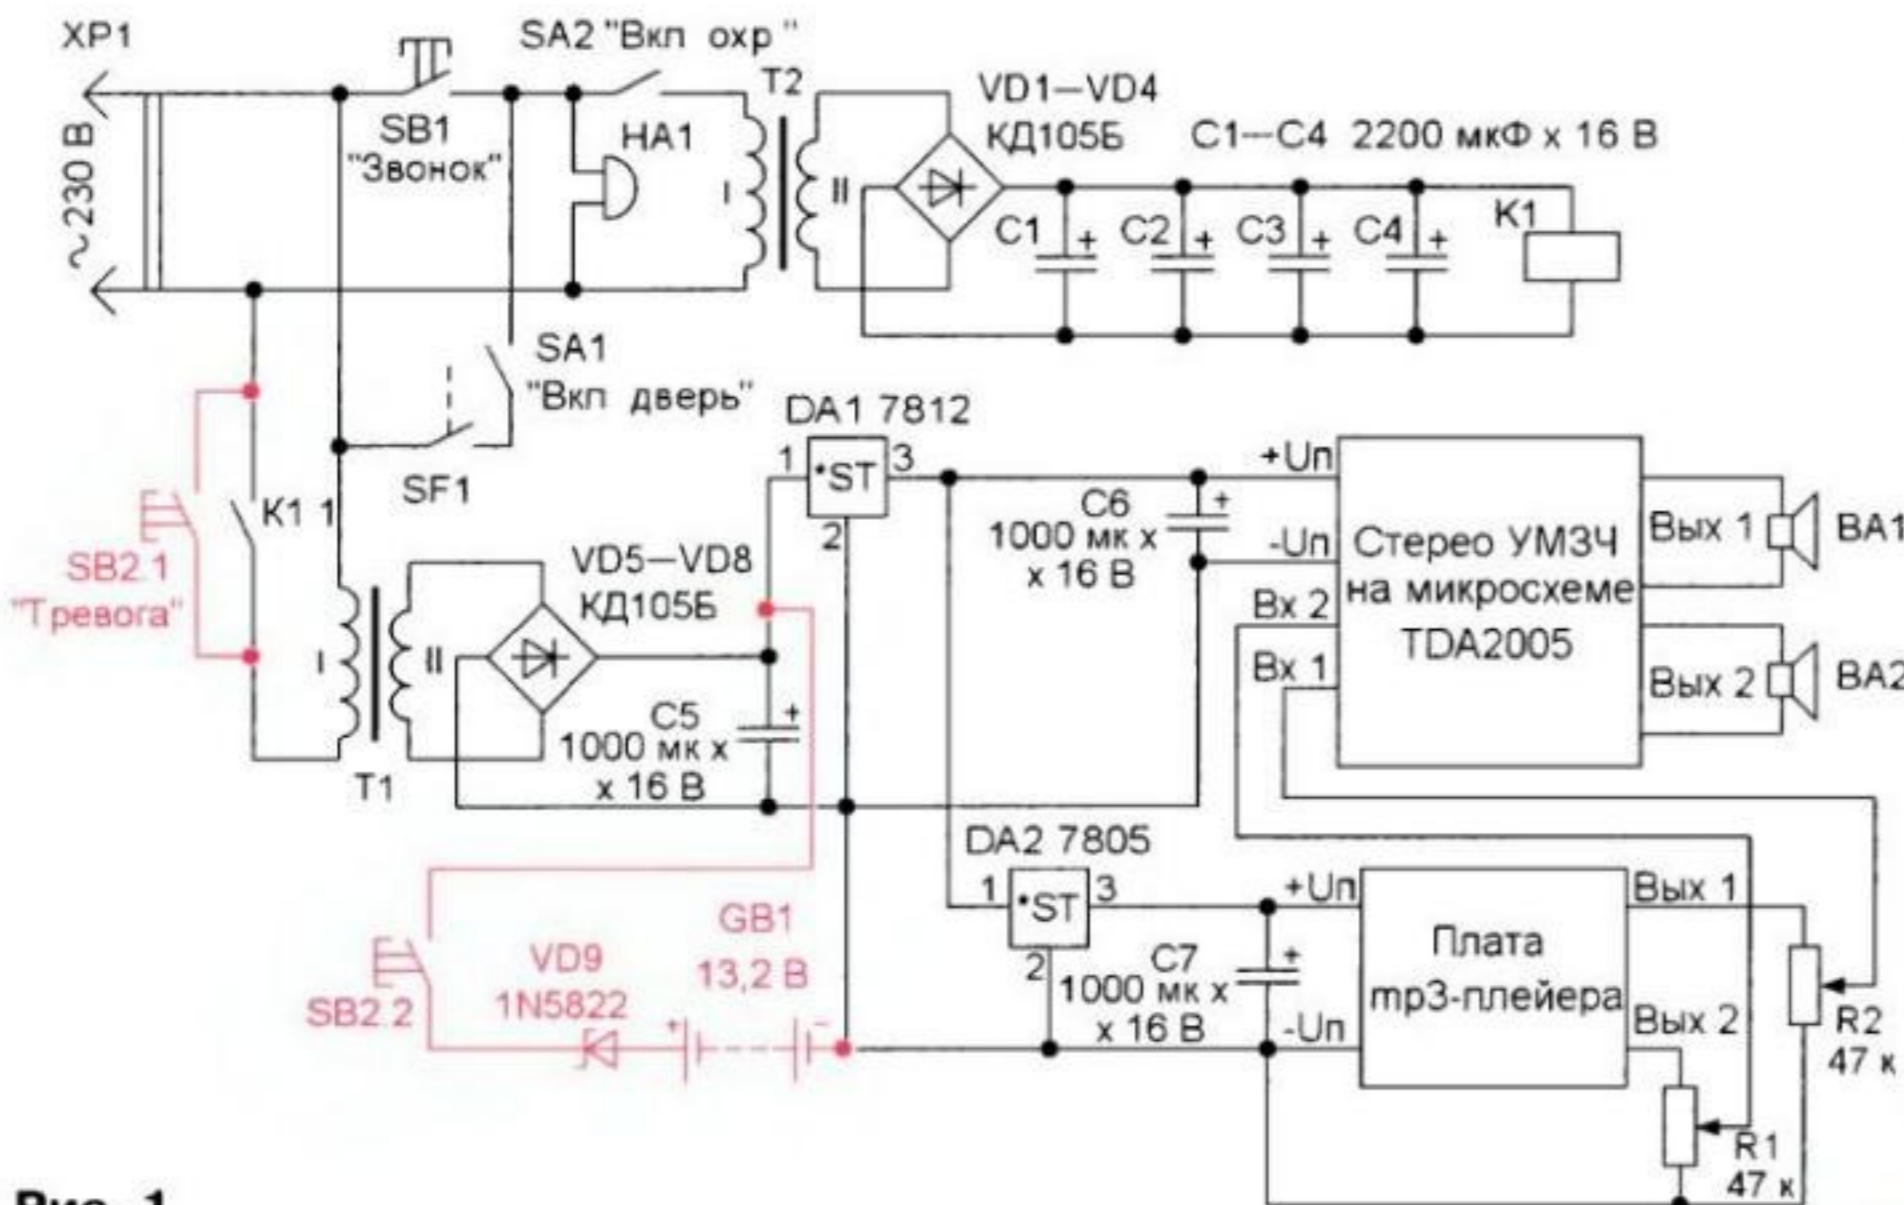 XP1
~230 В
SB1
"Звонок"
SA2 "Вкл охр "
HA1
T2
I
II
VD1—VD4
КД105Б
C1—C4 2200 мкФ x 16 В
C1
+
C2
+
C3
+
C4
+
K1
SA1
"Вкл дверь"
SF1
K1 1
SB2.1
"Тревога"
I
II
T1
VD5—VD8
КД105Б
C5
1000 мк x
x 16 В
+
DA1 7812
1
*ST
3
2
C6
1000 мк x
x 16 В
+
+Uп
-Uп
Вх 2
Вх 1
Стерео УМЗЧ
на микросхеме
TDA2005
Вых 1
Вых 2
BA1
BA2
DA2 7805
1
*ST
3
2
C7
1000 мк x
x 16 В
+
+Uп
-Uп
Плата
mp3-плейера
Вых 1
Вых 2
R2
47 к
R1
47 к
SB2.2
VD9
1N5822
GB1
13,2 В
+
−
Рис. 1